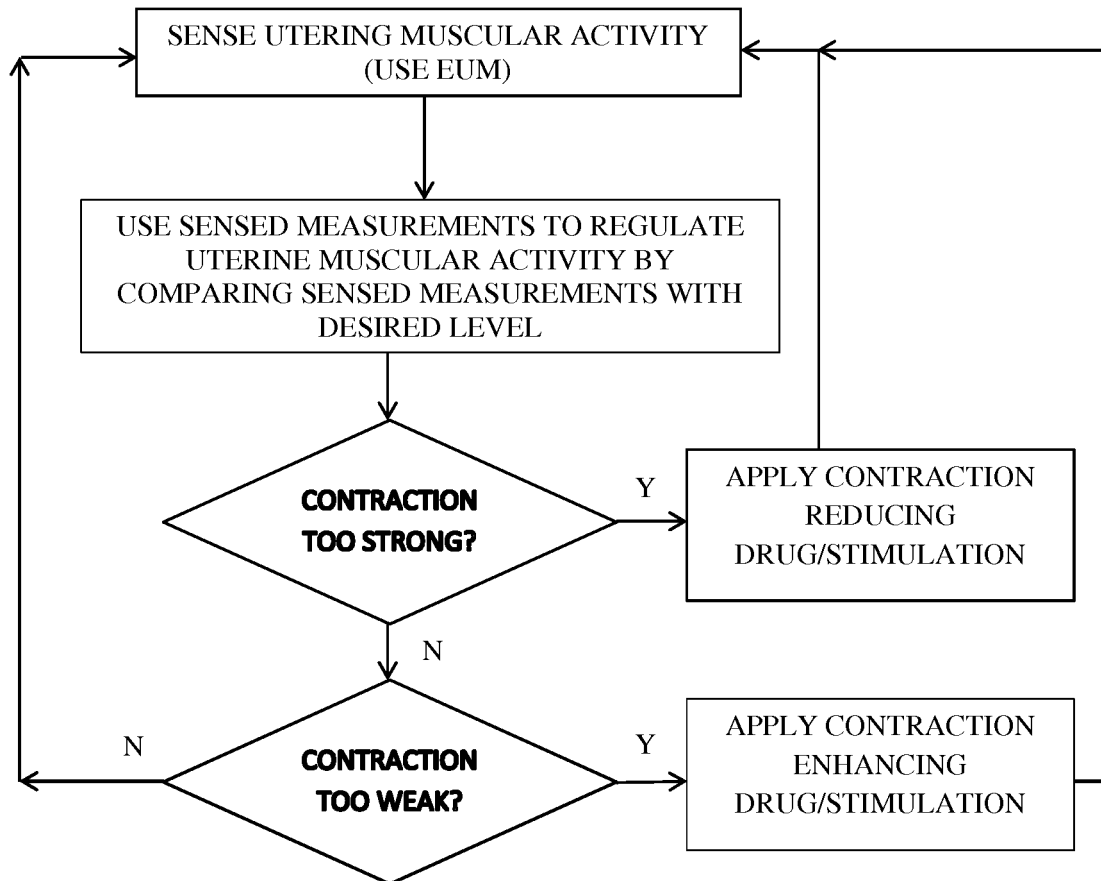 SENSE UTERING MUSCULAR ACTIVITY
(USE EUM)
USE SENSED MEASUREMENTS TO REGULATE
UTERINE MUSCULAR ACTIVITY BY
COMPARING SENSED MEASUREMENTS WITH
DESIRED LEVEL
CONTRACTION
TOO STRONG?
Y
APPLY CONTRACTION
REDUCING
DRUG/STIMULATION
N
N
CONTRACTION
TOO WEAK?
Y
APPLY CONTRACTION
ENHANCING
DRUG/STIMULATION